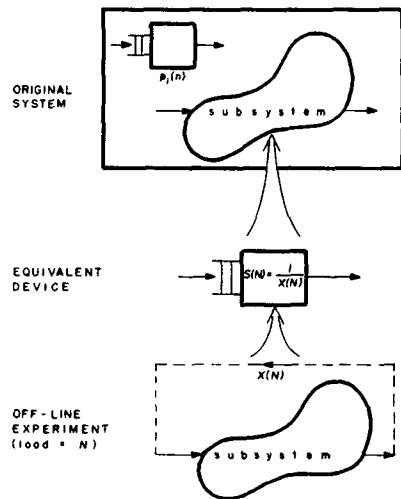 p_i(n)
ORIGINAL
SYSTEM
subsystem
EQUIVALENT
DEVICE
S(N) = 1/X(N)
X(N)
OFF-LINE
EXPERIMENT
(load = N)
subsystem